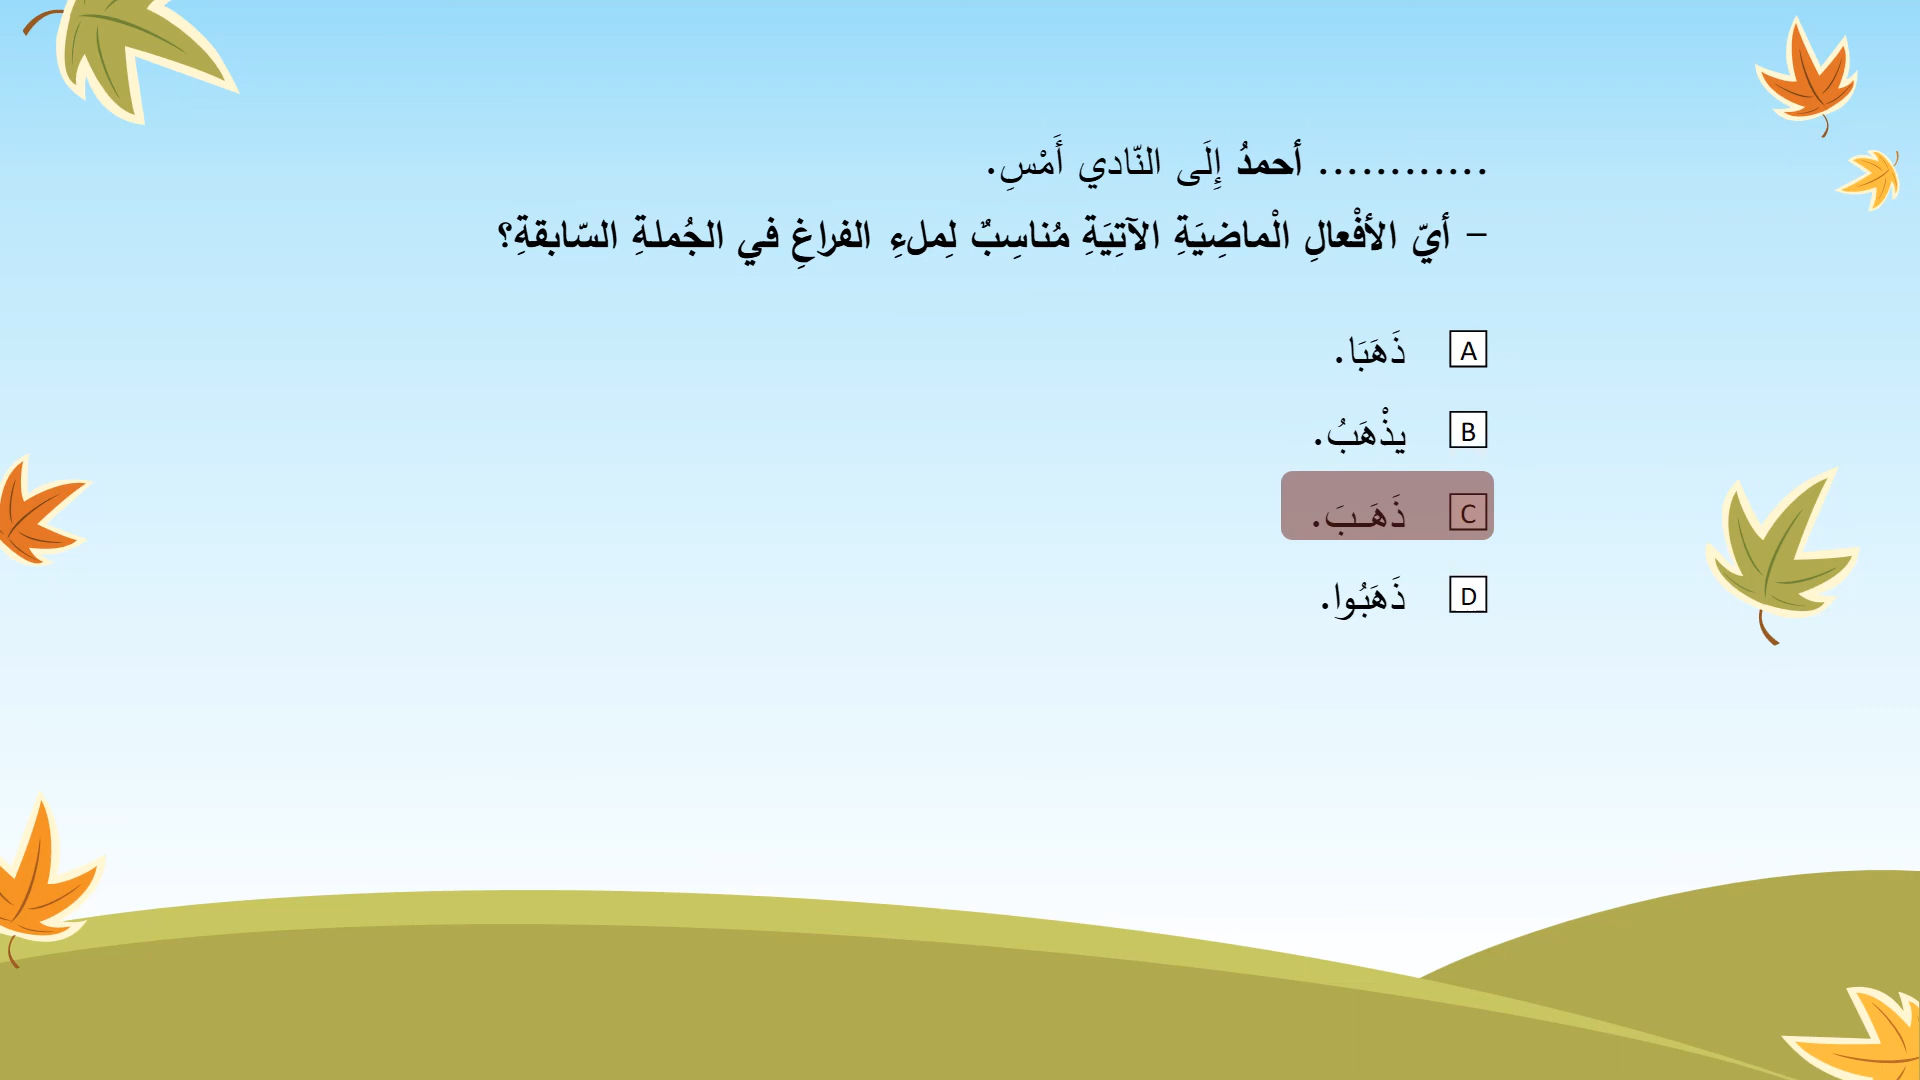 ............ أحمدُ إِلَى النّادي أَمْسِ.
– أيّ الأفْعالِ الْماضِيَةِ الآتِيَةِ مُناسِبٌ لِملءِ الفراغِ في الجُملةِ السّابقةِ؟
A ذَهَبَا.
B يذْهَبُ.
C ذَهَـبَ.
D ذَهَبُوا.